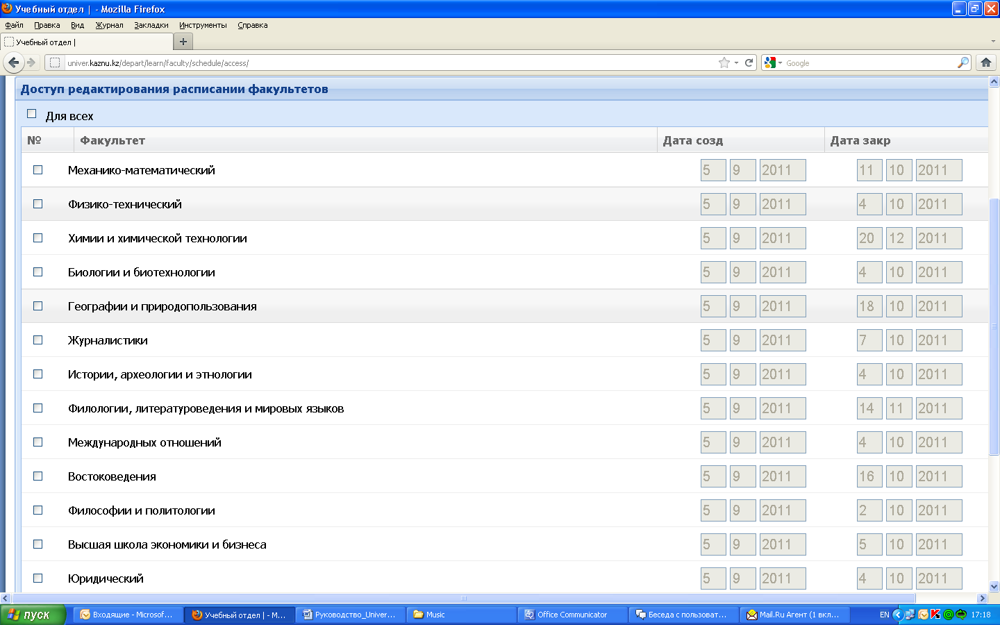 Учебный отдел | - Mozilla Firefox
Файл Правка Вид Журнал Закладки Инструменты Справка
Учебный отдел |
univer.kaznu.kz/depart/learn/faculty/schedule/access/ Google
Доступ редактирования расписании факультетов
Для всех
№ Факультет Дата созд Дата закр
Механико-математический 5 9 2011 11 10 2011
Физико-технический 5 9 2011 4 10 2011
Химии и химической технологии 5 9 2011 20 12 2011
Биологии и биотехнологии 5 9 2011 4 10 2011
Географии и природопользования 5 9 2011 18 10 2011
Журналистики 5 9 2011 7 10 2011
Истории, археологии и этнологии 5 9 2011 4 10 2011
Филологии, литературоведения и мировых языков 5 9 2011 14 11 2011
Международных отношений 5 9 2011 4 10 2011
Востоковедения 5 9 2011 16 10 2011
Философии и политологии 5 9 2011 2 10 2011
Высшая школа экономики и бизнеса 5 9 2011 5 10 2011
Юридический 5 9 2011 4 10 2011
пуск Входящие - Microsof... Учебный отдел | - M... Руководство_Univer... Music Office Communicator Беседа с пользоват... Mail.Ru Агент (1 вкл... EN 17:18